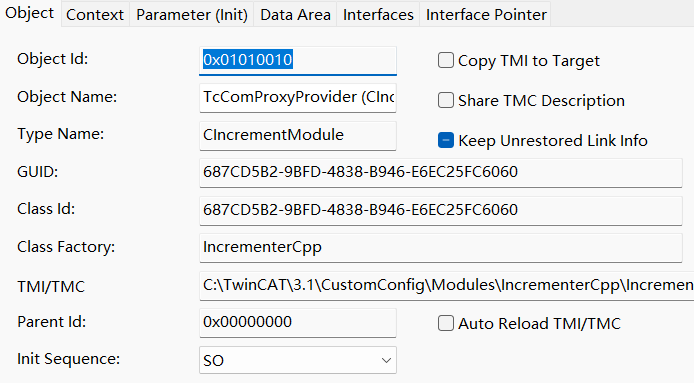 Object Context Parameter (Init) Data Area Interfaces Interface Pointer
Object Id: 0x01010010 Copy TMI to Target
Object Name: TcComProxyProvider (CInc Share TMC Description
Type Name: CIncrementModule Keep Unrestored Link Info
GUID: 687CD5B2-9BFD-4838-B946-E6EC25FC6060
Class Id: 687CD5B2-9BFD-4838-B946-E6EC25FC6060
Class Factory: IncrementerCpp
TMI/TMC C:\TwinCAT\3.1\CustomConfig\Modules\IncrementerCpp\Incremen
Parent Id: 0x00000000 Auto Reload TMI/TMC
Init Sequence: SO